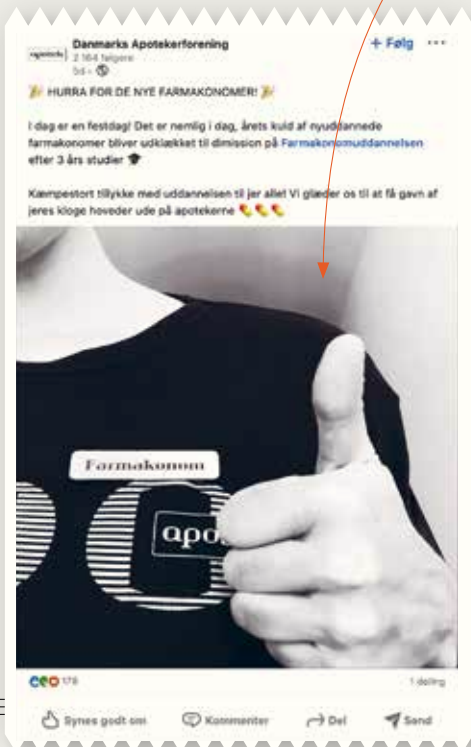 apotek
Danmarks Apotekerforening
+ Følg ...
2 164 følgere
5d •
HURRA FOR DE NYE FARMAKONOMER!
I dag er en festdag! Det er nemlig i dag, årets kuld af nyuddannede
farmakonomer bliver udklækket til dimission på Farmakonomuddannelsen
efter 3 års studier
Kæmpestort tillykke med uddannelsen til jer alle! Vi glæder os til at få gavn af
jeres kloge hoveder ude på apotekerne
Farmakonom
apo
178
1 deling
Synes godt om
Kommenter
Del
Send